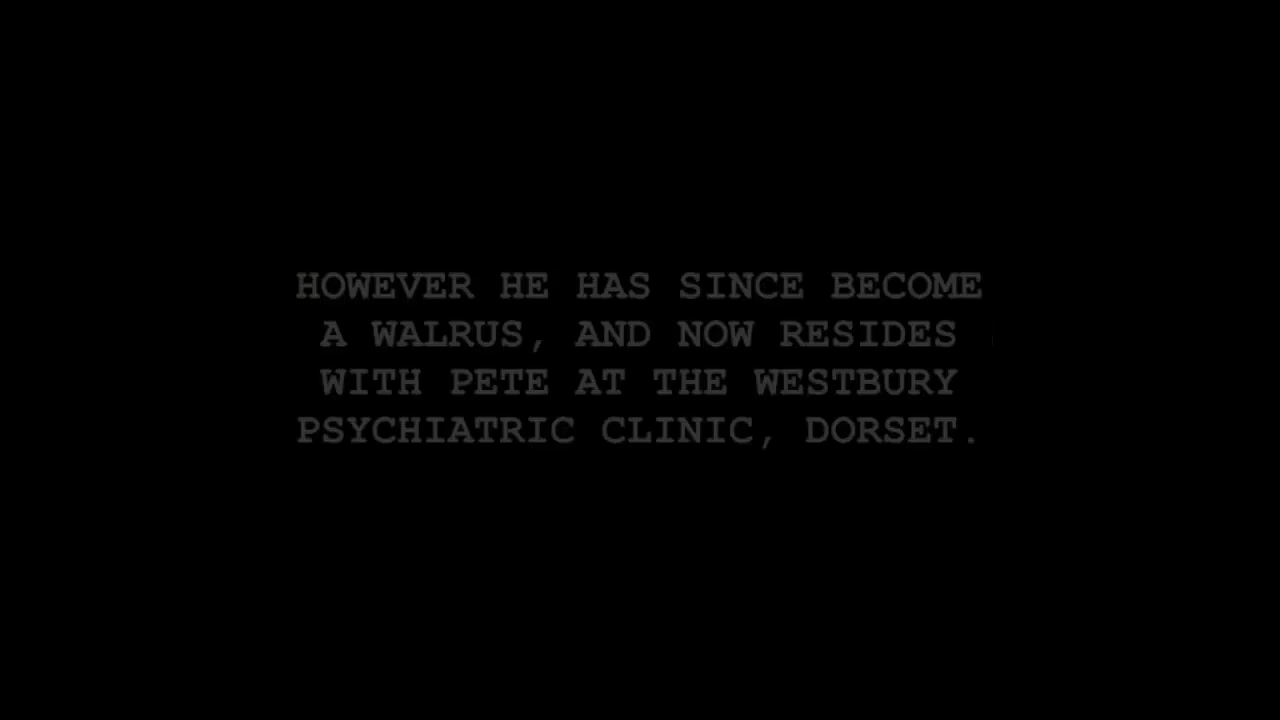 HOWEVER HE HAS SINCE BECOME
A WALRUS, AND NOW RESIDES
WITH PETE AT THE WESTBURY
PSYCHIATRIC CLINIC, DORSET.